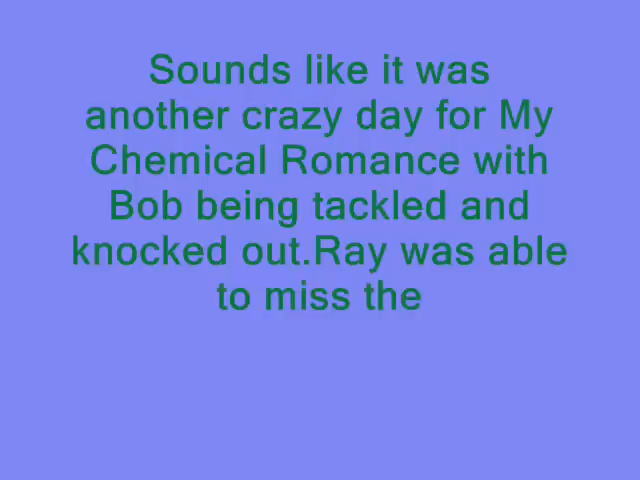 Sounds like it was
another crazy day for My
Chemical Romance with
Bob being tackled and
knocked out.Ray was able
to miss the